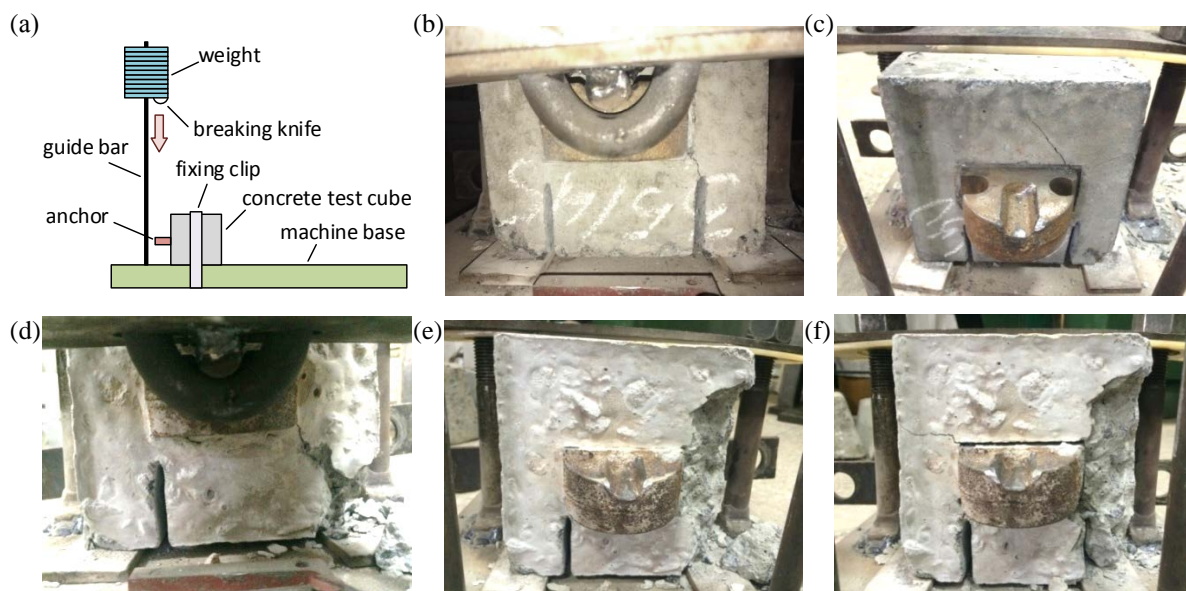 (a)
weight
breaking knife
guide bar
fixing clip
anchor
concrete test cube
machine base
(b)
(c)
(d)
(e)
(f)